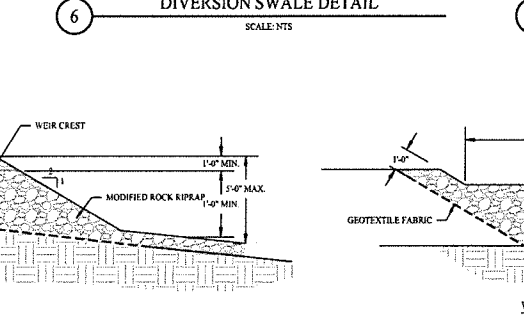 DIVERSION SWALE DETAIL
6
SCALE: NTS
WEIR CREST
1'-0" MIN.
2
1
MODIFIED ROCK RIPRAP
5'-0" MAX.
1'-0" MIN.
1'-0"
GEOTEXTILE FABRIC